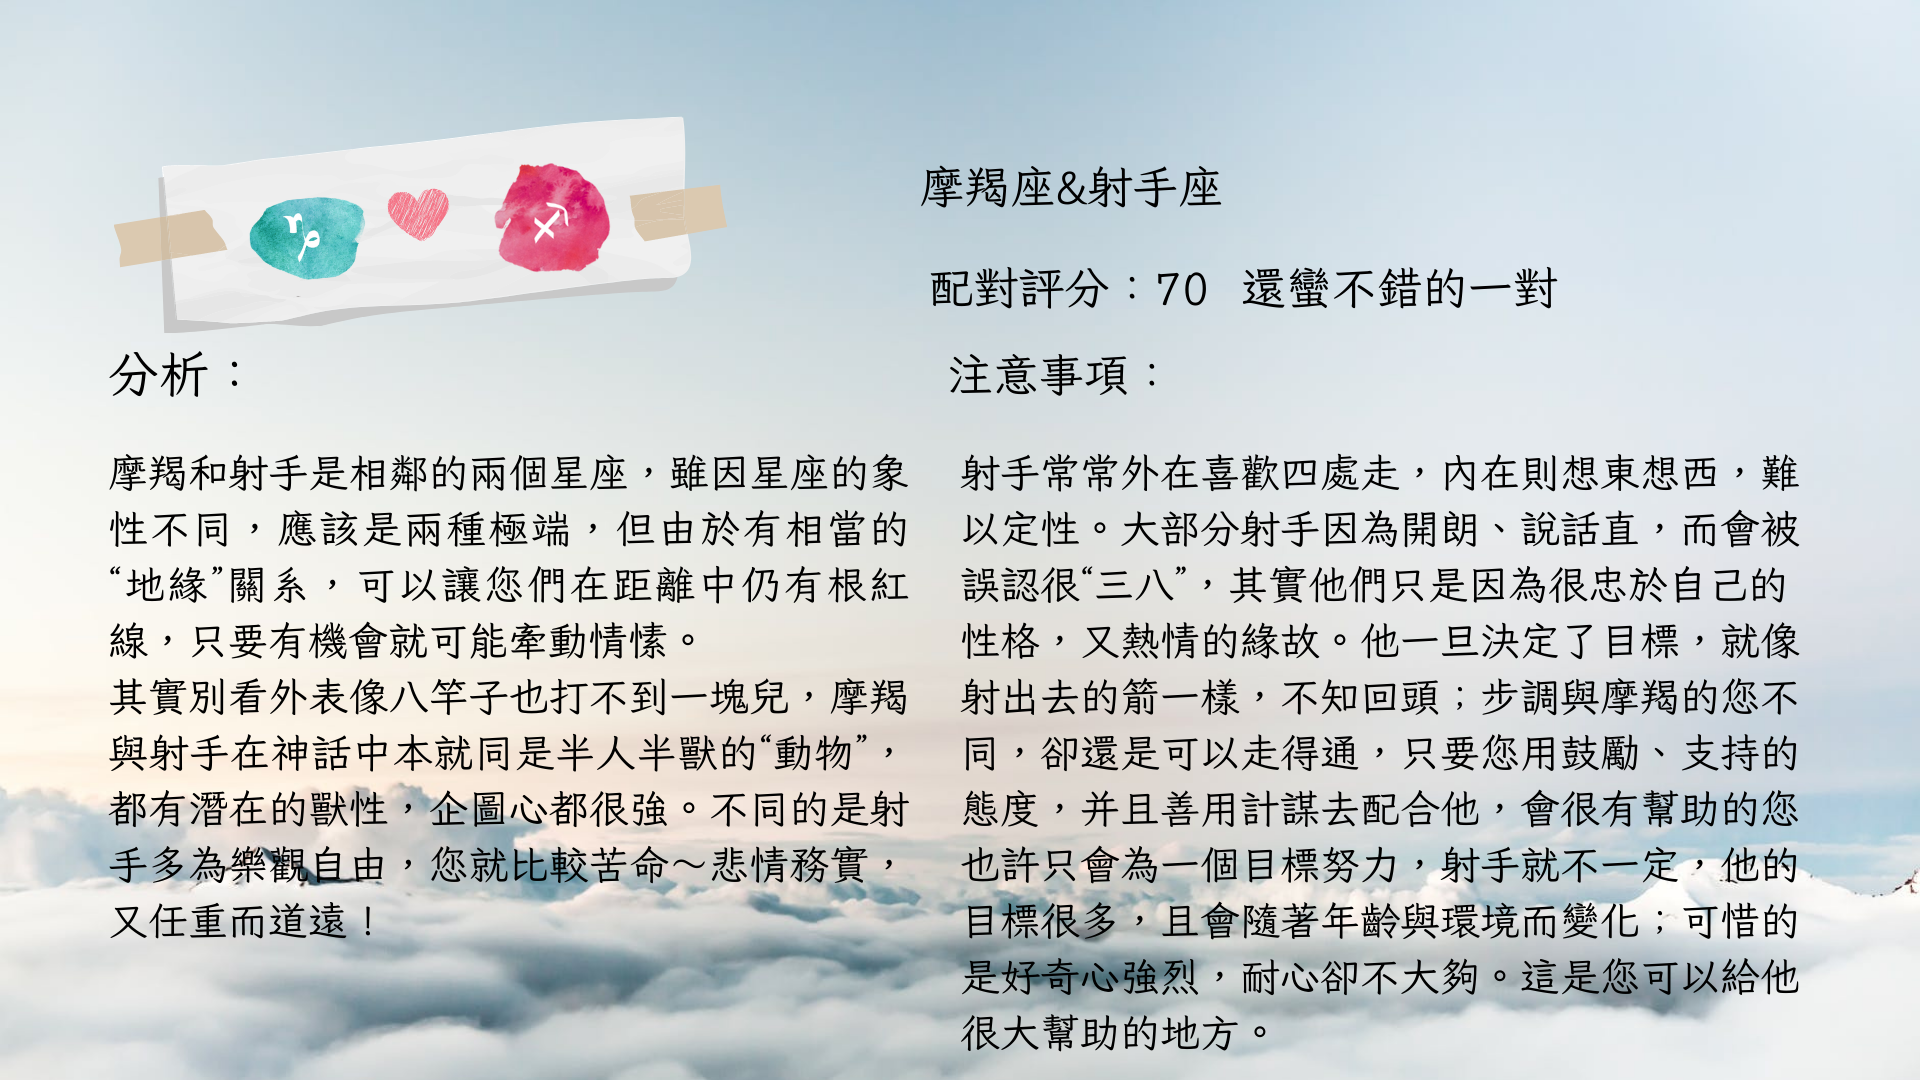 摩羯座&射手座
配對評分：70 還蠻不錯的一對
分析：
摩羯和射手是相鄰的兩個星座，雖因星座的象
性不同，應該是兩種極端，但由於有相當的
“地緣”關系，可以讓您們在距離中仍有根紅
線，只要有機會就可能牽動情愫。
其實別看外表像八竿子也打不到一塊兒，摩羯
與射手在神話中本就同是半人半獸的“動物”，
都有潛在的獸性，企圖心都很強。不同的是射
手多為樂觀自由，您就比較苦命～悲情務實，
又任重而道遠！
注意事項：
射手常常外在喜歡四處走，內在則想東想西，難
以定性。大部分射手因為開朗、說話直，而會被
誤認很“三八”，其實他們只是因為很忠於自己的
性格，又熱情的緣故。他一旦決定了目標，就像
射出去的箭一樣，不知回頭；步調與摩羯的您不
同，卻還是可以走得通，只要您用鼓勵、支持的
態度，并且善用計謀去配合他，會很有幫助的您
也許只會為一個目標努力，射手就不一定，他的
目標很多，且會隨著年齡與環境而變化；可惜的
是好奇心強烈，耐心卻不大夠。這是您可以給他
很大幫助的地方。